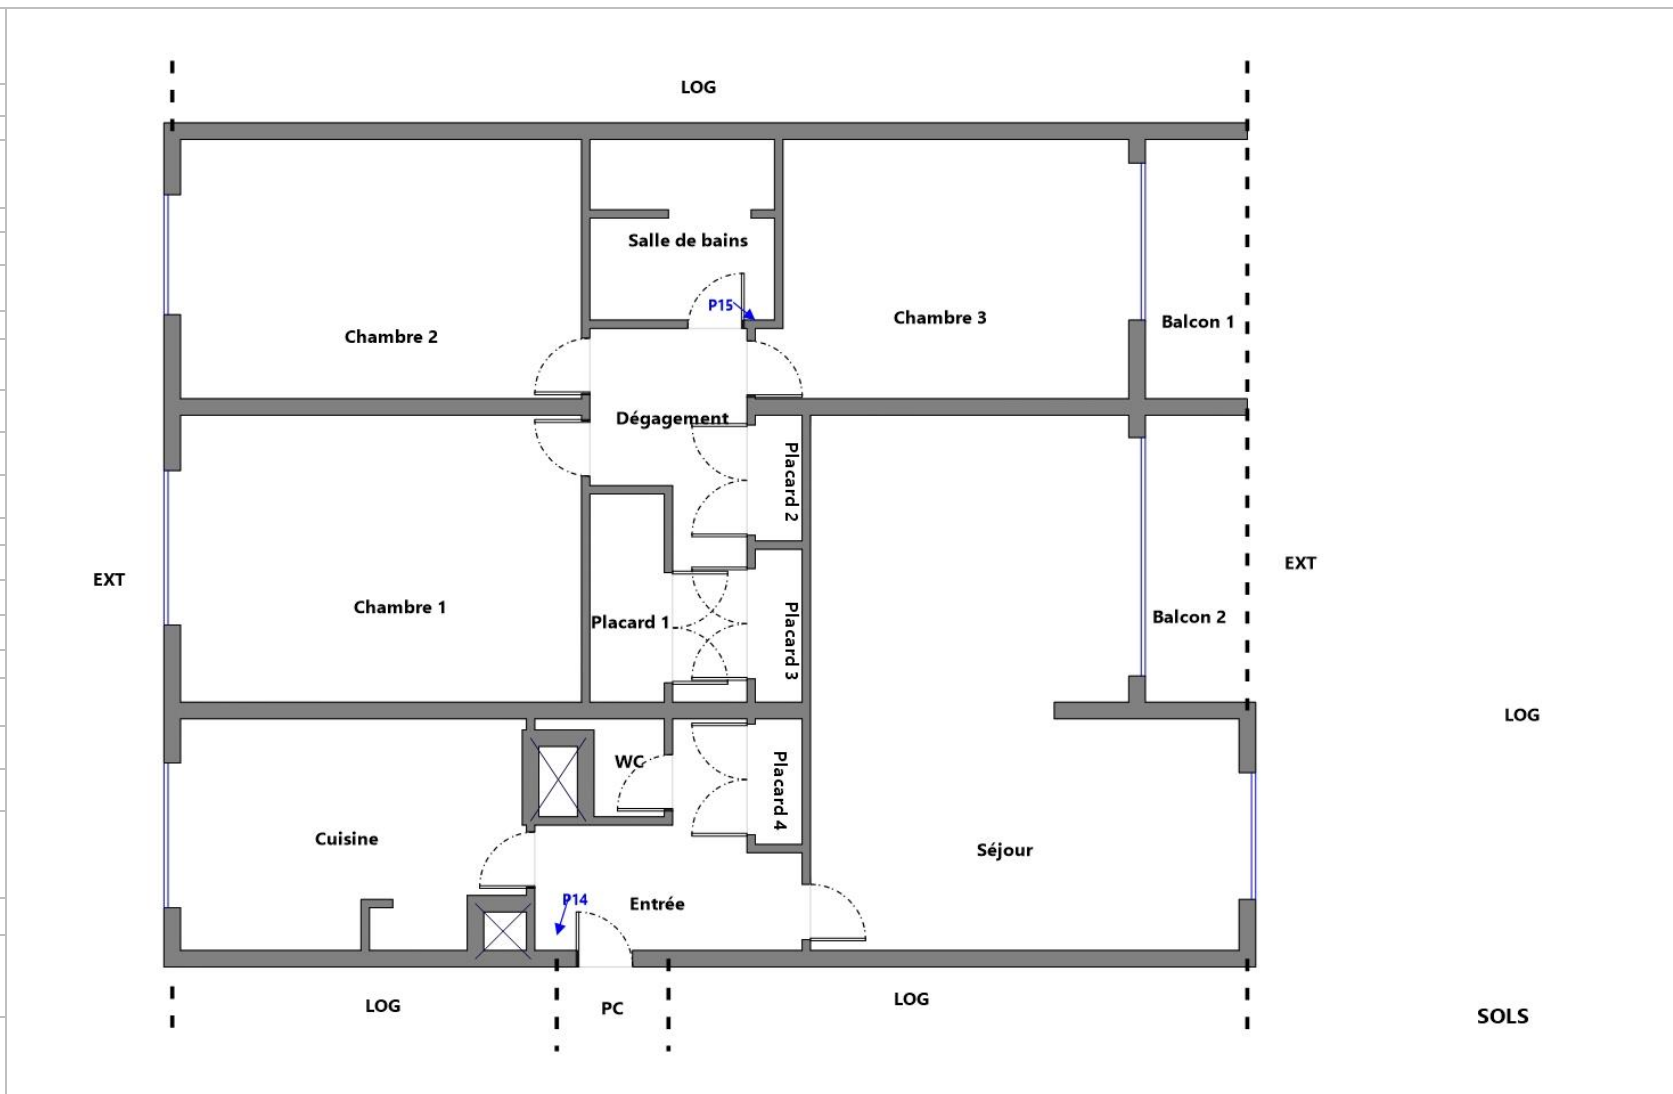 LOG
Salle de bains
P15
Chambre 3
Balcon 1
Chambre 2
Dégagement
Placard 2
EXT
EXT
Chambre 1
Placard 1
Placard 3
Balcon 2
LOG
WC
Placard 4
Cuisine
Séjour
P14
Entrée
LOG
PC
LOG
SOLS